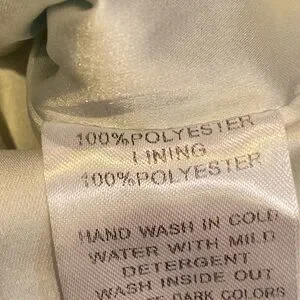 100%POLYESTER
LINING
100%POLYESTER
HAND WASH IN COLD
WATER WITH MILD
DETERGENT
WASH INSIDE OUT
DARK COLORS